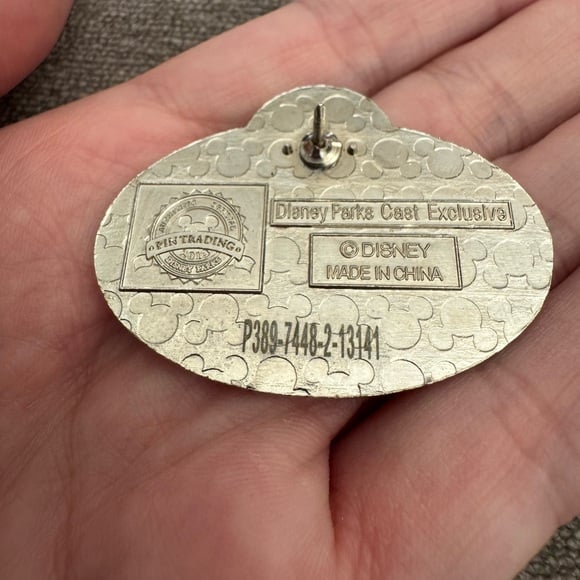 PIN TRADING
Disney Parks Cast Exclusive
© DISNEY
MADE IN CHINA
P389-7448-2-13141